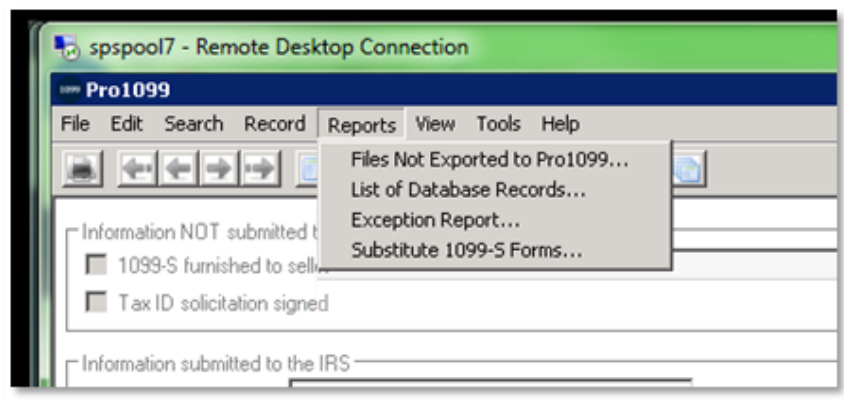 spspool7 - Remote Desktop Connection
1099 Pro1099
File Edit Search Record Reports View Tools Help
Files Not Exported to Pro1099...
List of Database Records...
Exception Report...
Substitute 1099-S Forms...
Information NOT submitted t
1099-S furnished to selle
Tax ID solicitation signed
Information submitted to the IRS